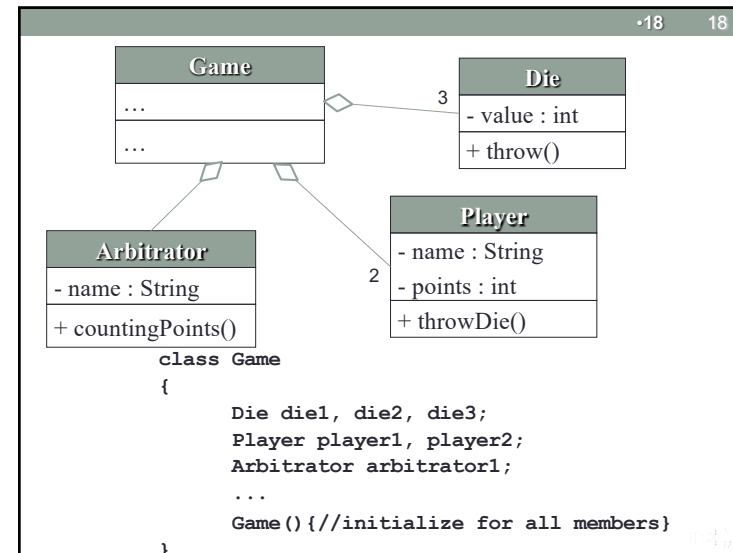 •18 18
Game
…
…
3
Die
- value : int
+ throw()
Arbitrator
- name : String
+ countingPoints()
2
Player
- name : String
- points : int
+ throwDie()
class Game
{
Die die1, die2, die3;
Player player1, player2;
Arbitrator arbitrator1;
...
Game(){//initialize for all members}
}